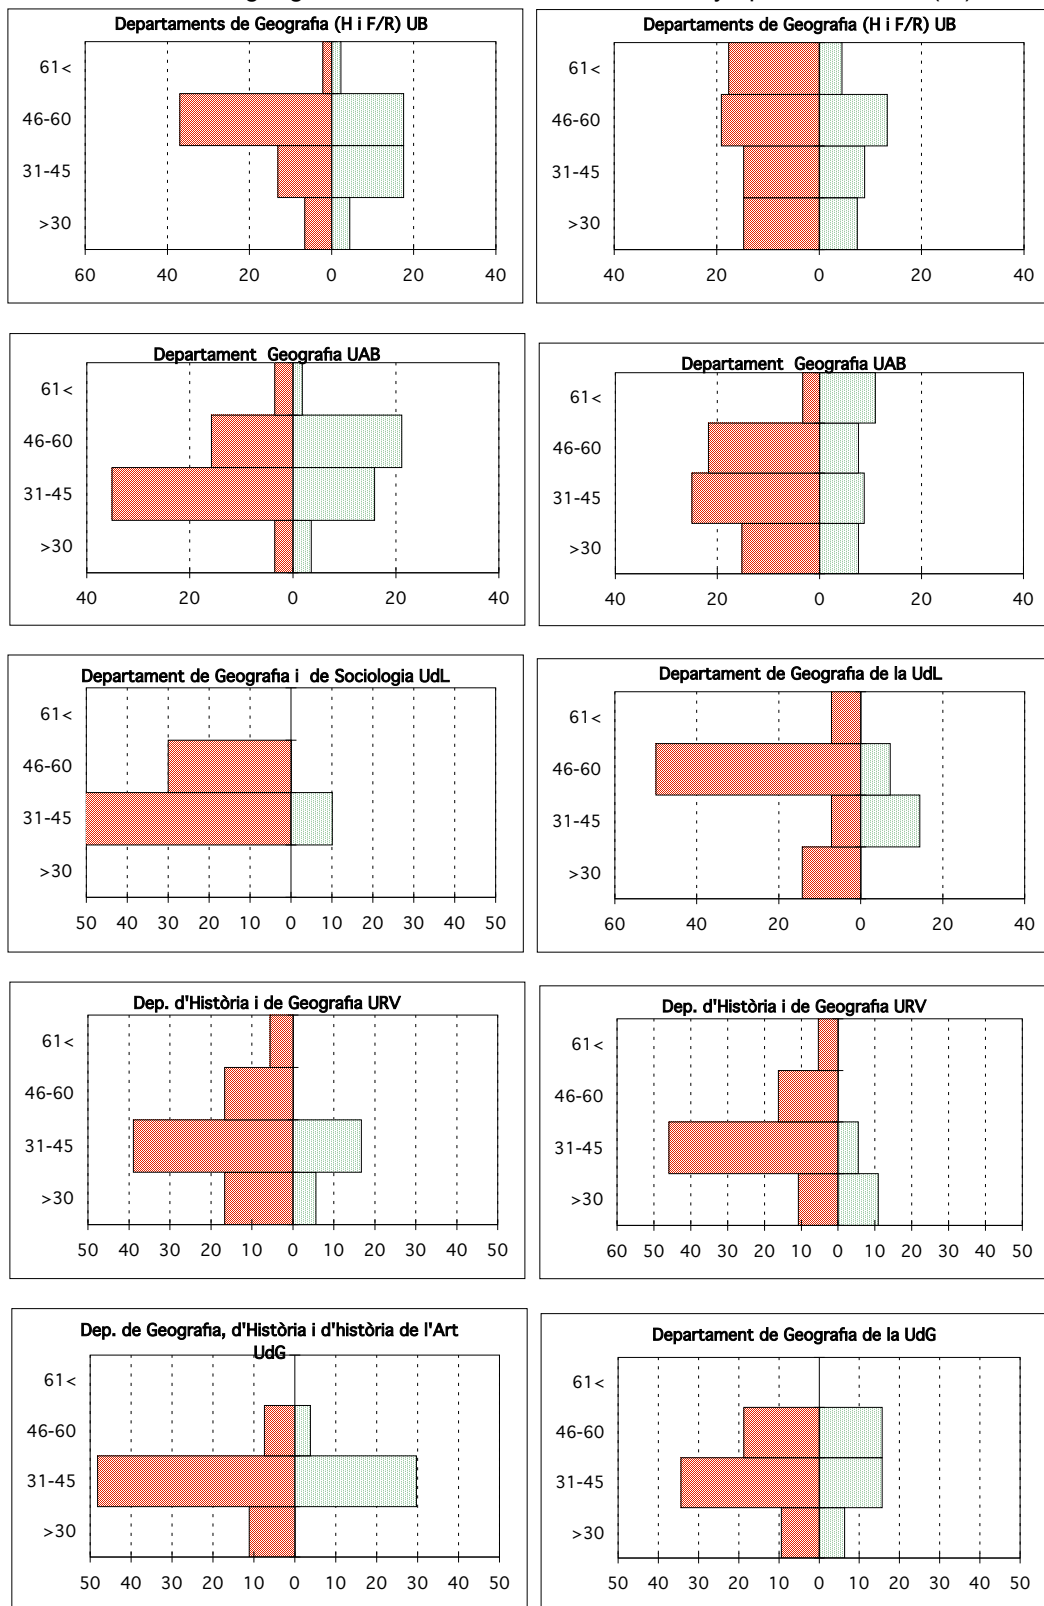 Departaments de Geografia (H i F/R) UB
61<
46-60
31-45
>30
60 40 20 0 20 40
Departaments de Geografia (H i F/R) UB
61<
46-60
31-45
>30
40 20 0 20 40
Departament Geografia UAB
61<
46-60
31-45
>30
40 20 0 20 40
Departament Geografia UAB
61<
46-60
31-45
>30
40 20 0 20 40
Departament de Geografia i de Sociologia UdL
61<
46-60
31-45
>30
50 40 30 20 10 0 10 20 30 40 50
Departament de Geografia de la UdL
61<
46-60
31-45
>30
60 40 20 0 20 40
Dep. d'Història i de Geografia URV
61<
46-60
31-45
>30
50 40 30 20 10 0 10 20 30 40 50
Dep. d'Història i de Geografia URV
61<
46-60
31-45
>30
60 50 40 30 20 10 0 10 20 30 40 50
Dep. de Geografia, d'Història i d'història de l'Art
UdG
61<
46-60
31-45
>30
50 40 30 20 10 0 10 20 30 40 50
Departament de Geografia de la UdG
61<
46-60
31-45
>30
50 40 30 20 10 0 10 20 30 40 50